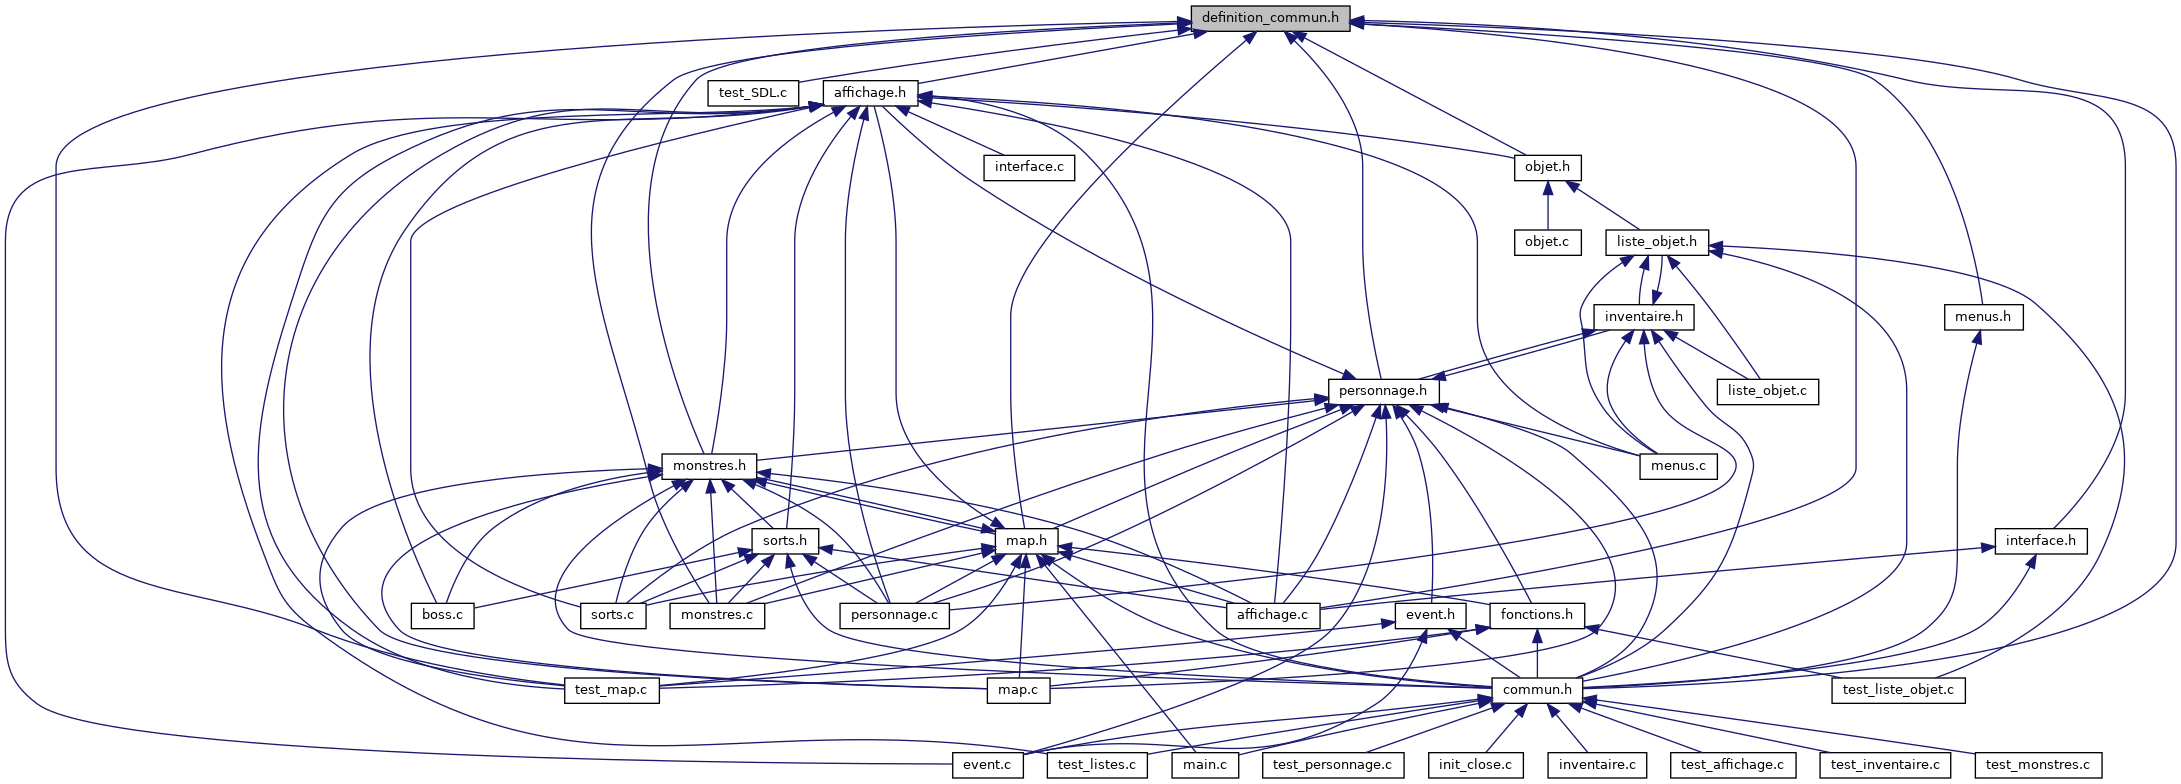 definition_commun.h
test_SDL.c
affichage.h
interface.c
objet.h
objet.c
liste_objet.h
inventaire.h
menus.h
personnage.h
liste_objet.c
monstres.h
menus.c
sorts.h
map.h
interface.h
boss.c
sorts.c
monstres.c
personnage.c
affichage.c
event.h
fonctions.h
test_map.c
map.c
commun.h
test_liste_objet.c
event.c
test_listes.c
main.c
test_personnage.c
init_close.c
inventaire.c
test_affichage.c
test_inventaire.c
test_monstres.c